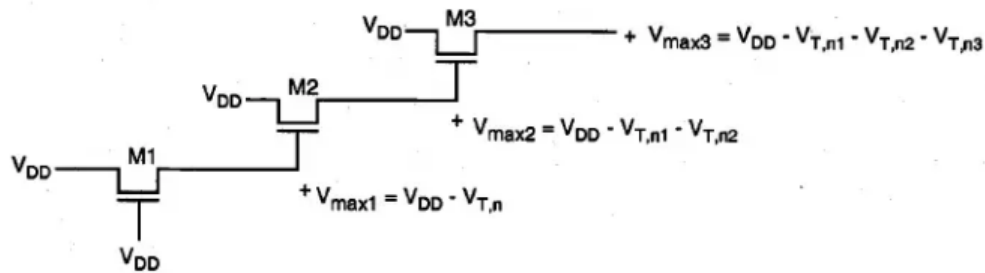 VDD M3 + Vmax3 = VDD - VT,n1 - VT,n2 - VT,n3
VDD M2
+ Vmax2 = VDD - VT,n1 - VT,n2
VDD M1
+ Vmax1 = VDD - VT,n
VDD